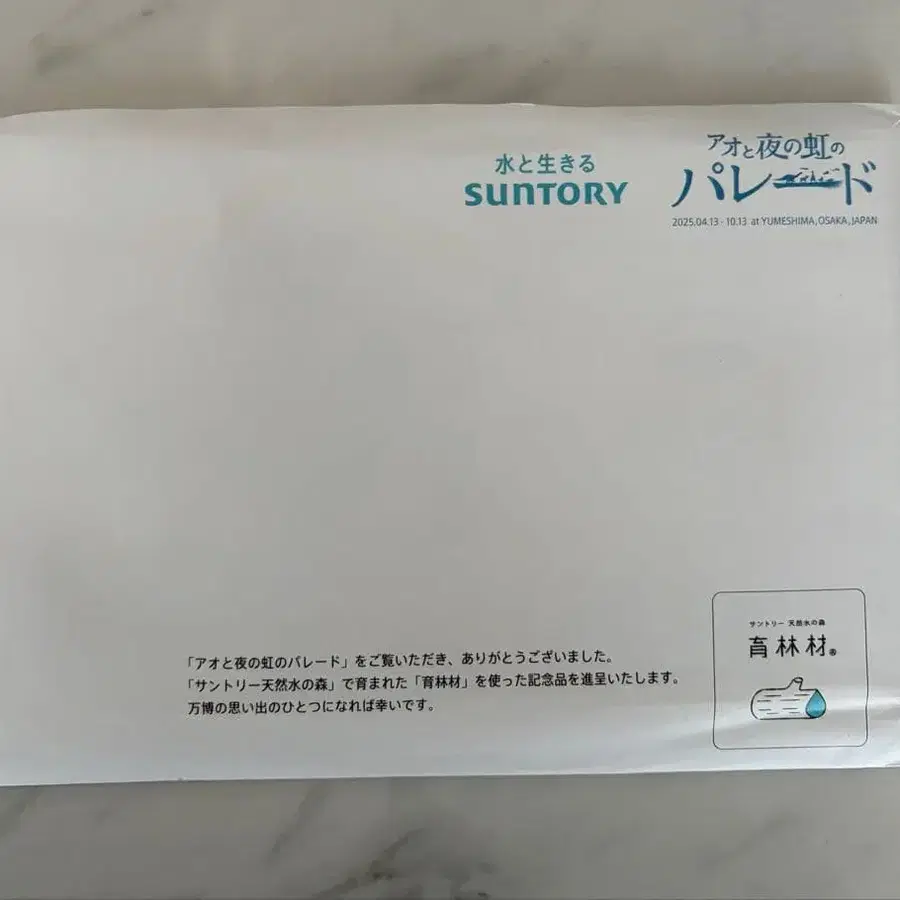 水と生きる
SUNTORY
アオと夜の虹の
パレード
2025.04.13 - 10.13 at YUMESHIMA, OSAKA, JAPAN
「アオと夜の虹のパレード」をご覧いただき、ありがとうございました。
「サントリー天然水の森」で育まれた「育林材」を使った記念品を進呈いたします。
万博の思い出のひとつになれば幸いです。
サントリー 天然水の森
育林材®